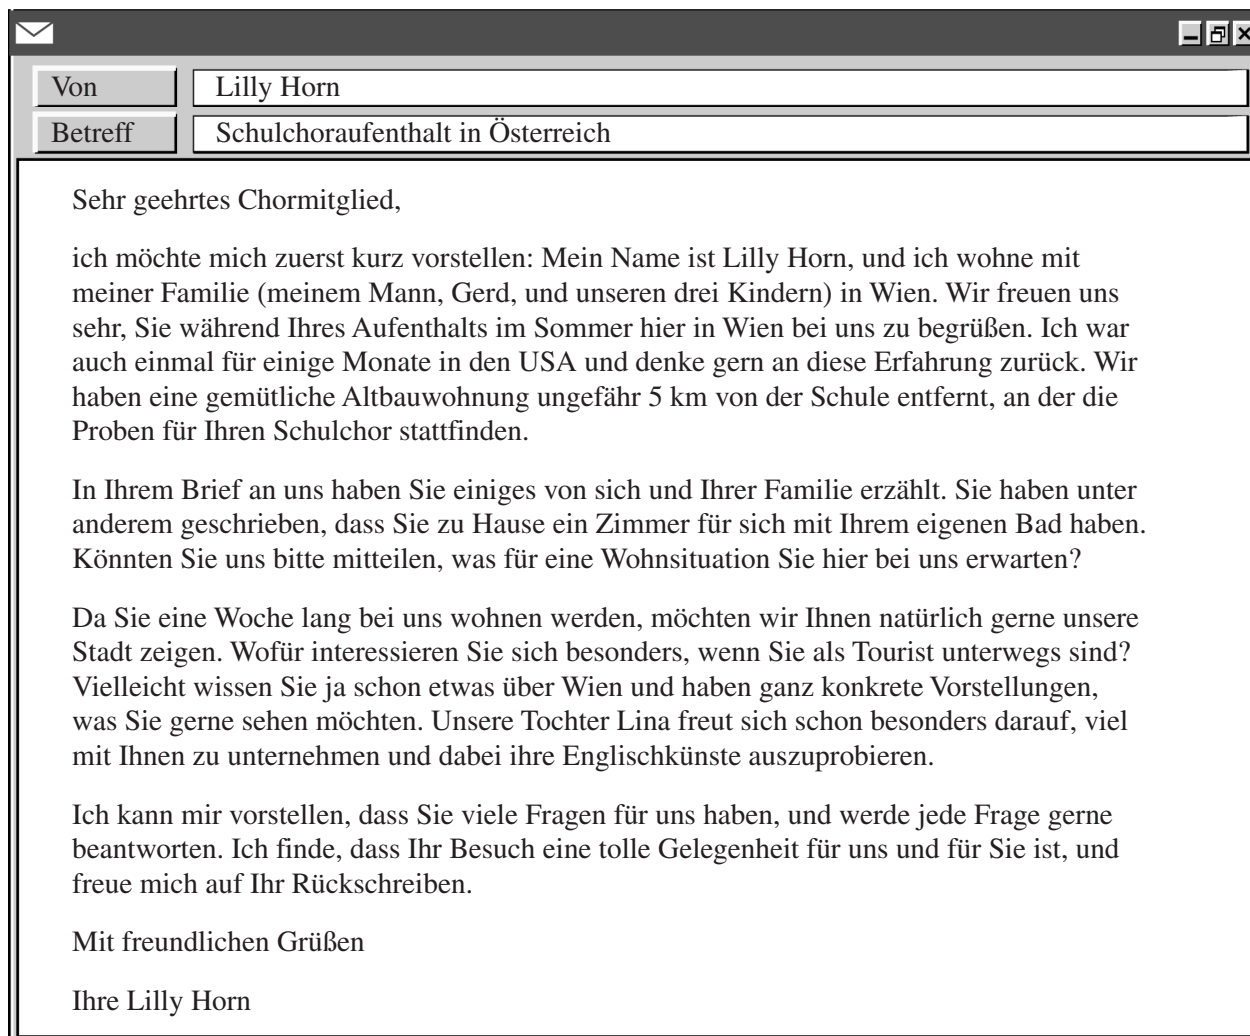 Von
Lilly Horn
Betreff
Schulchoraufenthalt in Österreich
Sehr geehrtes Chormitglied,
ich möchte mich zuerst kurz vorstellen: Mein Name ist Lilly Horn, und ich wohne mit
meiner Familie (meinem Mann, Gerd, und unseren drei Kindern) in Wien. Wir freuen uns
sehr, Sie während Ihres Aufenthalts im Sommer hier in Wien bei uns zu begrüßen. Ich war
auch einmal für einige Monate in den USA und denke gern an diese Erfahrung zurück. Wir
haben eine gemütliche Altbauwohnung ungefähr 5 km von der Schule entfernt, an der die
Proben für Ihren Schulchor stattfinden.
In Ihrem Brief an uns haben Sie einiges von sich und Ihrer Familie erzählt. Sie haben unter
anderem geschrieben, dass Sie zu Hause ein Zimmer für sich mit Ihrem eigenen Bad haben.
Könnten Sie uns bitte mitteilen, was für eine Wohnsituation Sie hier bei uns erwarten?
Da Sie eine Woche lang bei uns wohnen werden, möchten wir Ihnen natürlich gerne unsere
Stadt zeigen. Wofür interessieren Sie sich besonders, wenn Sie als Tourist unterwegs sind?
Vielleicht wissen Sie ja schon etwas über Wien und haben ganz konkrete Vorstellungen,
was Sie gerne sehen möchten. Unsere Tochter Lina freut sich schon besonders darauf, viel
mit Ihnen zu unternehmen und dabei ihre Englischkünste auszuprobieren.
Ich kann mir vorstellen, dass Sie viele Fragen für uns haben, und werde jede Frage gerne
beantworten. Ich finde, dass Ihr Besuch eine tolle Gelegenheit für uns und für Sie ist, und
freue mich auf Ihr Rückschreiben.
Mit freundlichen Grüßen
Ihre Lilly Horn